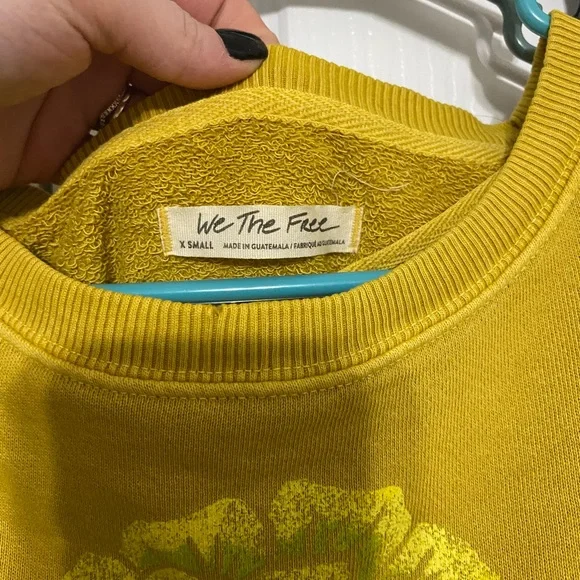 We The Free
X SMALL MADE IN GUATEMALA / FABRIQUÉ AU GUATEMALA